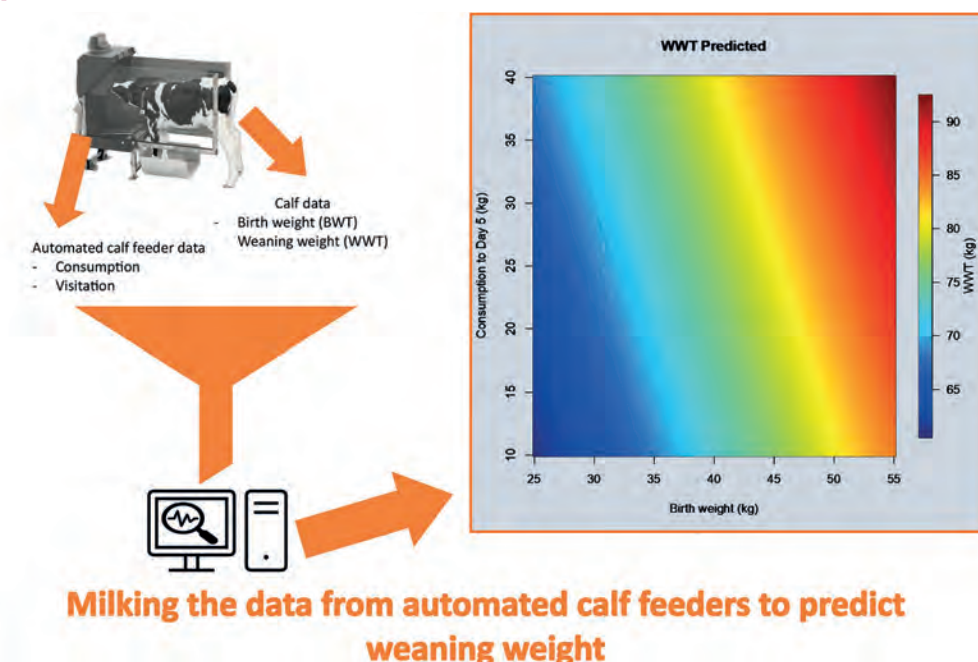 Calf data
- Birth weight (BWT)
Weaning weight (WWT)
Automated calf feeder data
- Consumption
- Visitation
WWT Predicted
Consumption to Day 5 (kg)
40
35
30
25
20
15
10
25 30 35 40 45 50 55
Birth weight (kg)
90
85
80
75
70
65
WWT (kg)
Milking the data from automated calf feeders to predict
weaning weight